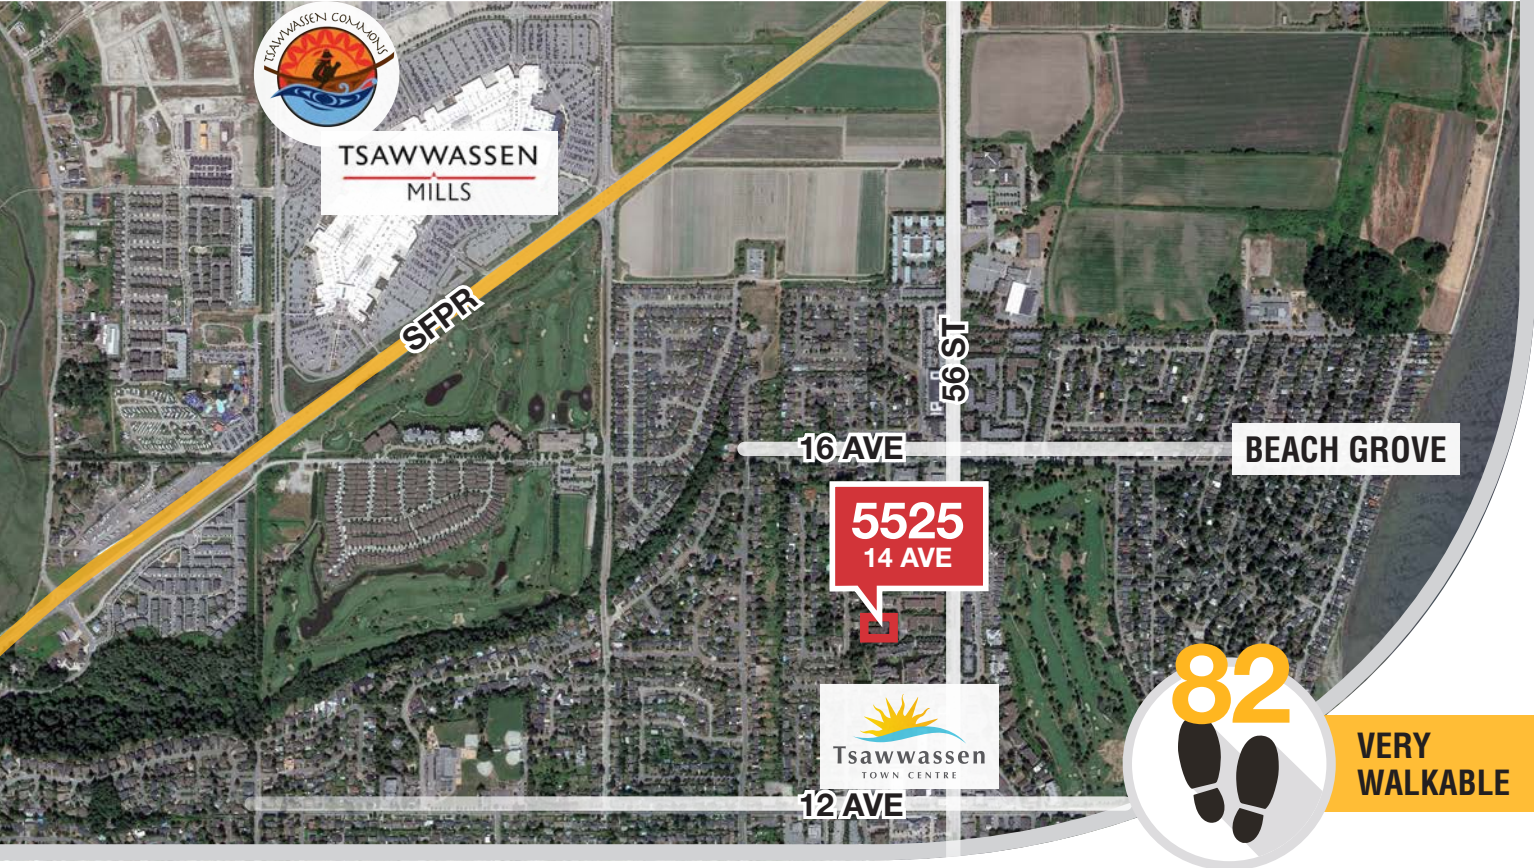 TSAWWASSEN COMMONS
TSAWWASSEN
MILLS
SFPR
56 ST
16 AVE
BEACH GROVE
5525
14 AVE
Tsawwassen
TOWN CENTRE
12 AVE
82
VERY
WALKABLE